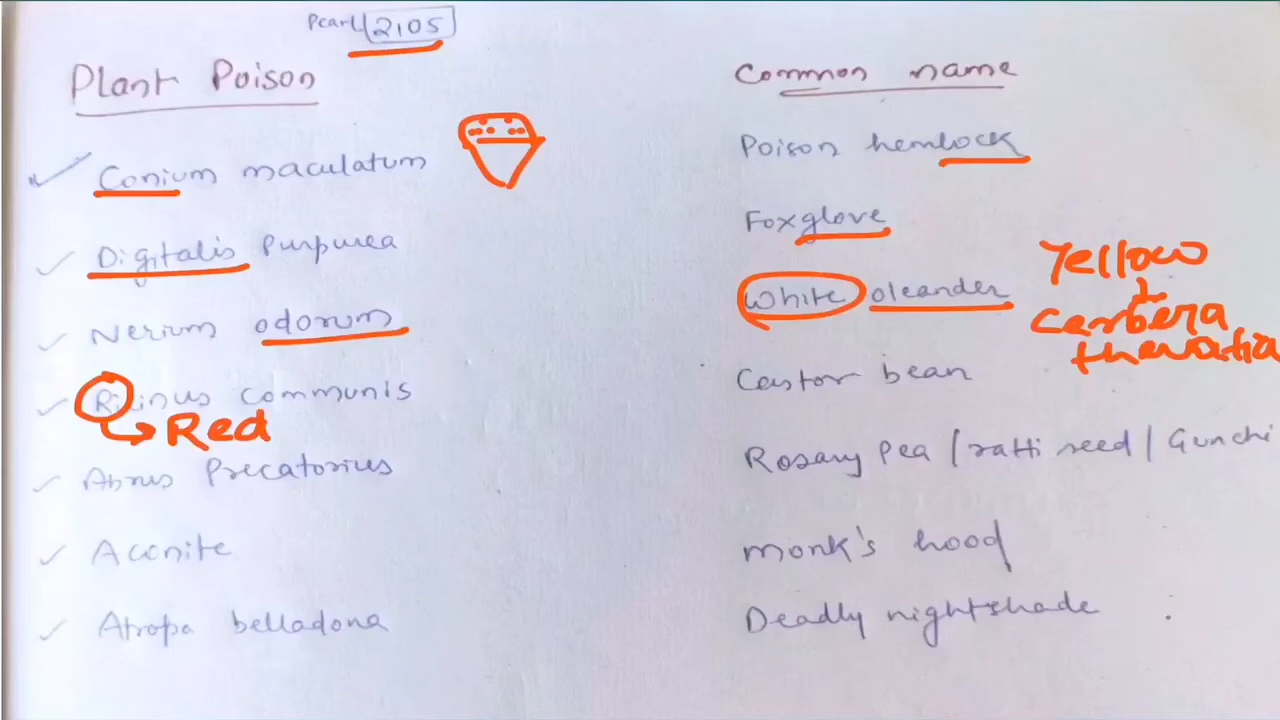 Pearl 2105
Plant Poison
Common name
Conium maculatum
Poison hemlock
Digitalis Purpurea
Foxglove
Nerium odorum
White oleander
Yellow
Cerbera
thevatia
Ricinus communis
Red
Castor bean
Abrus Precatorius
Rosary Pea / ratti seed / Gunchi
Aconite
monk's hood
Atropa belladona
Deadly nightshade